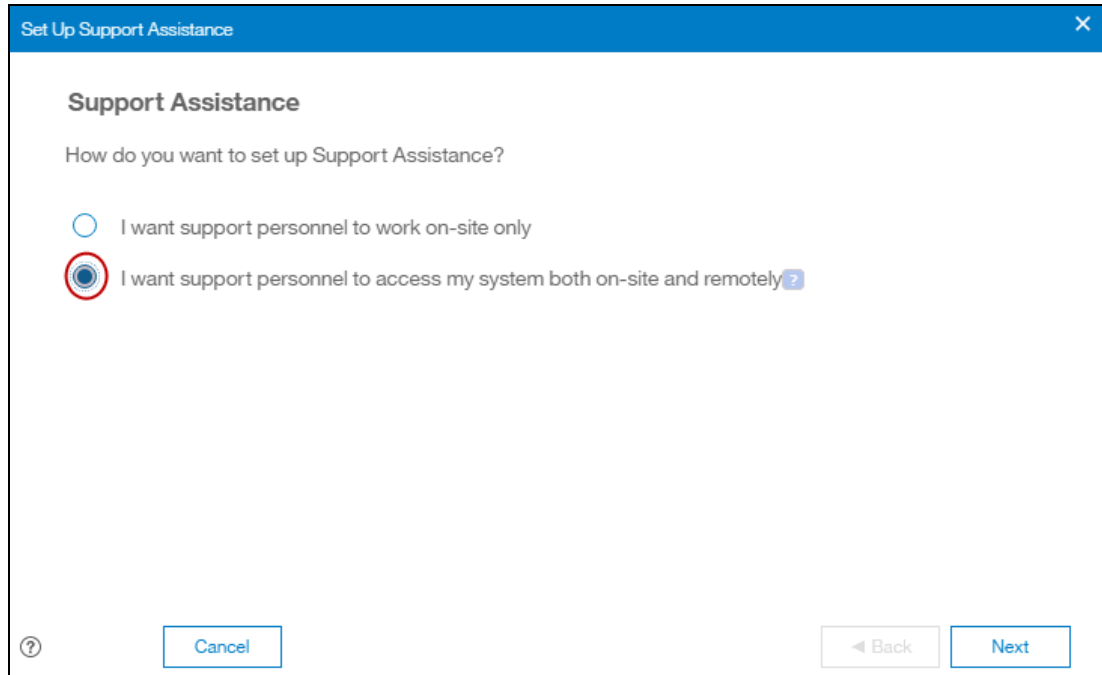 Set Up Support Assistance
Support Assistance
How do you want to set up Support Assistance?
I want support personnel to work on-site only
I want support personnel to access my system both on-site and remotely ?
? Cancel ◄ Back Next